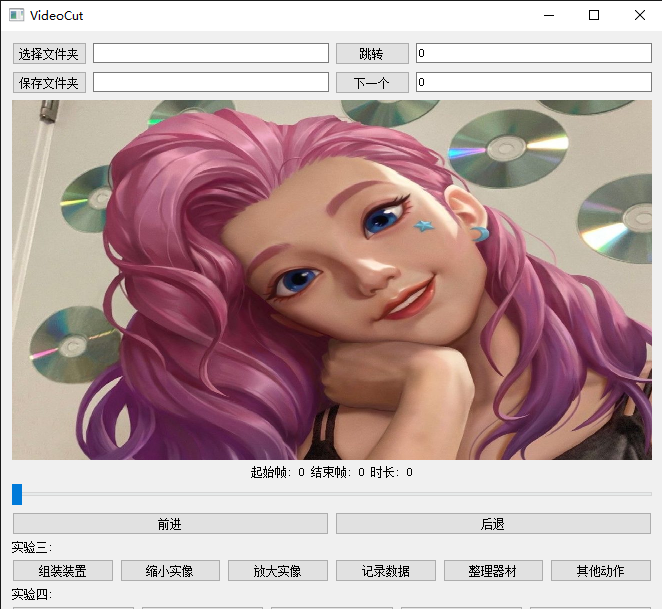 VideoCut
选择文件夹 跳转 0
保存文件夹 下一个 0
起始帧: 0 结束帧: 0 时长: 0
前进 后退
实验三:
组装装置 缩小实像 放大实像 记录数据 整理器材 其他动作
实验四: